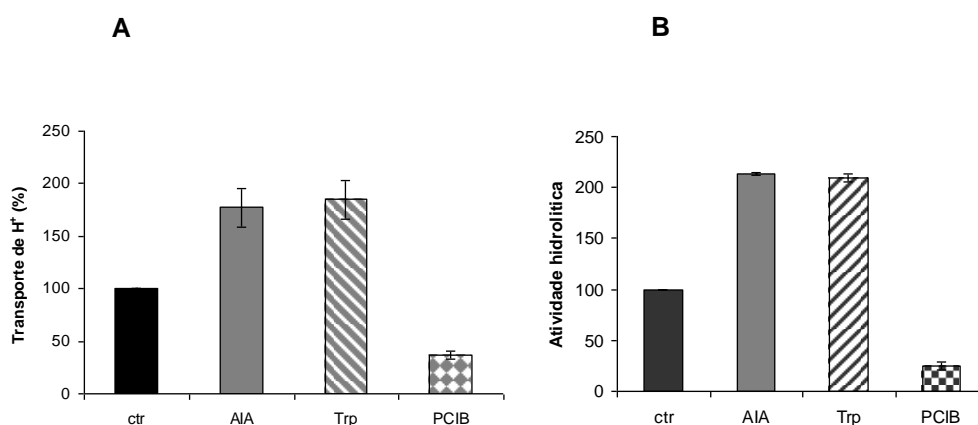 A
B
Transporte de H⁺ (%)
250
200
150
100
50
0
ctr
AIA
Trp
PCIB
Atividade hidrolitica
250
200
150
100
50
0
ctr
AIA
Trp
PCIB